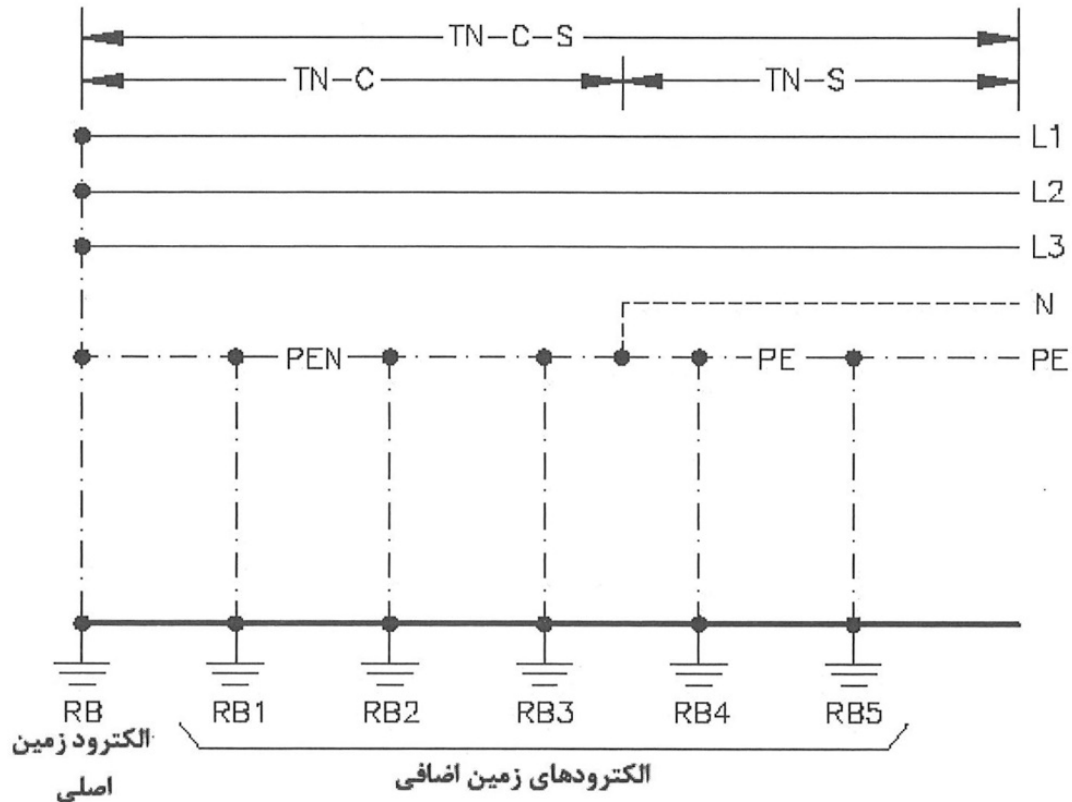 TN-C-S
TN-C TN-S
L1
L2
L3
N
PEN PE PE
RB RB1 RB2 RB3 RB4 RB5
الکترود زمین
اصلی
الکترودهای زمین اضافی